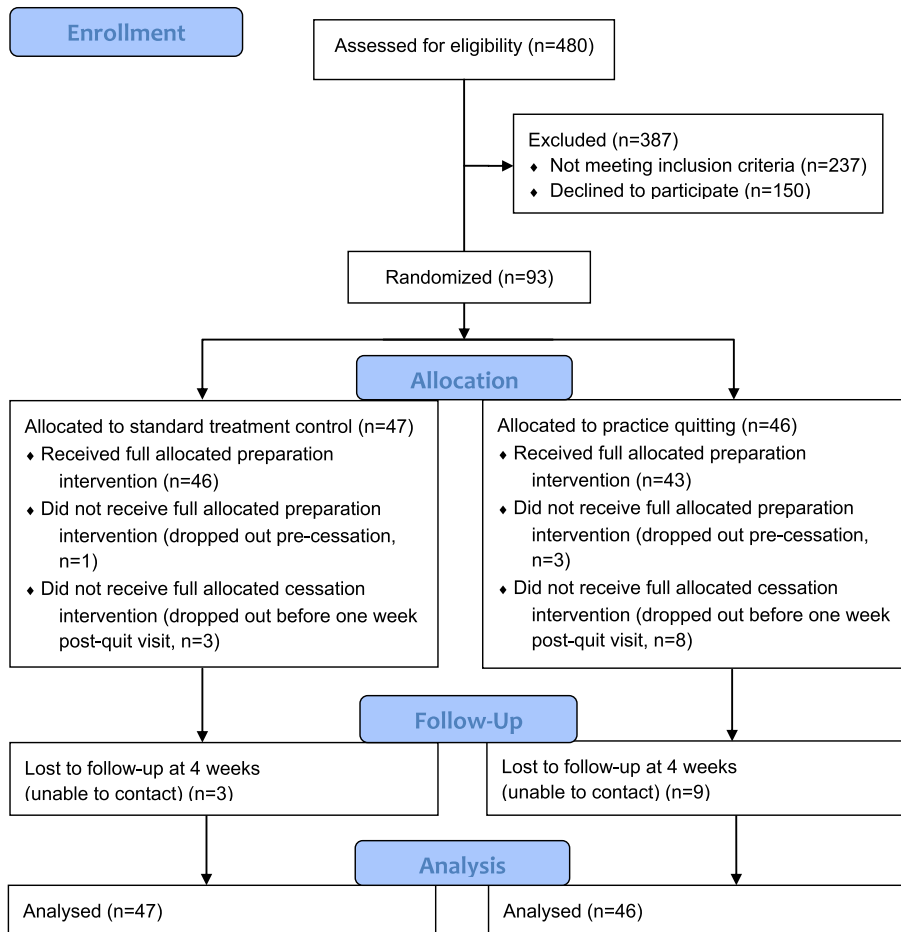 Enrollment
Assessed for eligibility (n=480)
Excluded (n=387)
♦ Not meeting inclusion criteria (n=237)
♦ Declined to participate (n=150)
Randomized (n=93)
Allocation
Allocated to standard treatment control (n=47)
♦ Received full allocated preparation
intervention (n=46)
♦ Did not receive full allocated preparation
intervention (dropped out pre-cessation,
n=1)
♦ Did not receive full allocated cessation
intervention (dropped out before one week
post-quit visit, n=3)
Allocated to practice quitting (n=46)
♦ Received full allocated preparation
intervention (n=43)
♦ Did not receive full allocated preparation
intervention (dropped out pre-cessation,
n=3)
♦ Did not receive full allocated cessation
intervention (dropped out before one week
post-quit visit, n=8)
Follow-Up
Lost to follow-up at 4 weeks
(unable to contact) (n=3)
Lost to follow-up at 4 weeks
(unable to contact) (n=9)
Analysis
Analysed (n=47)
Analysed (n=46)